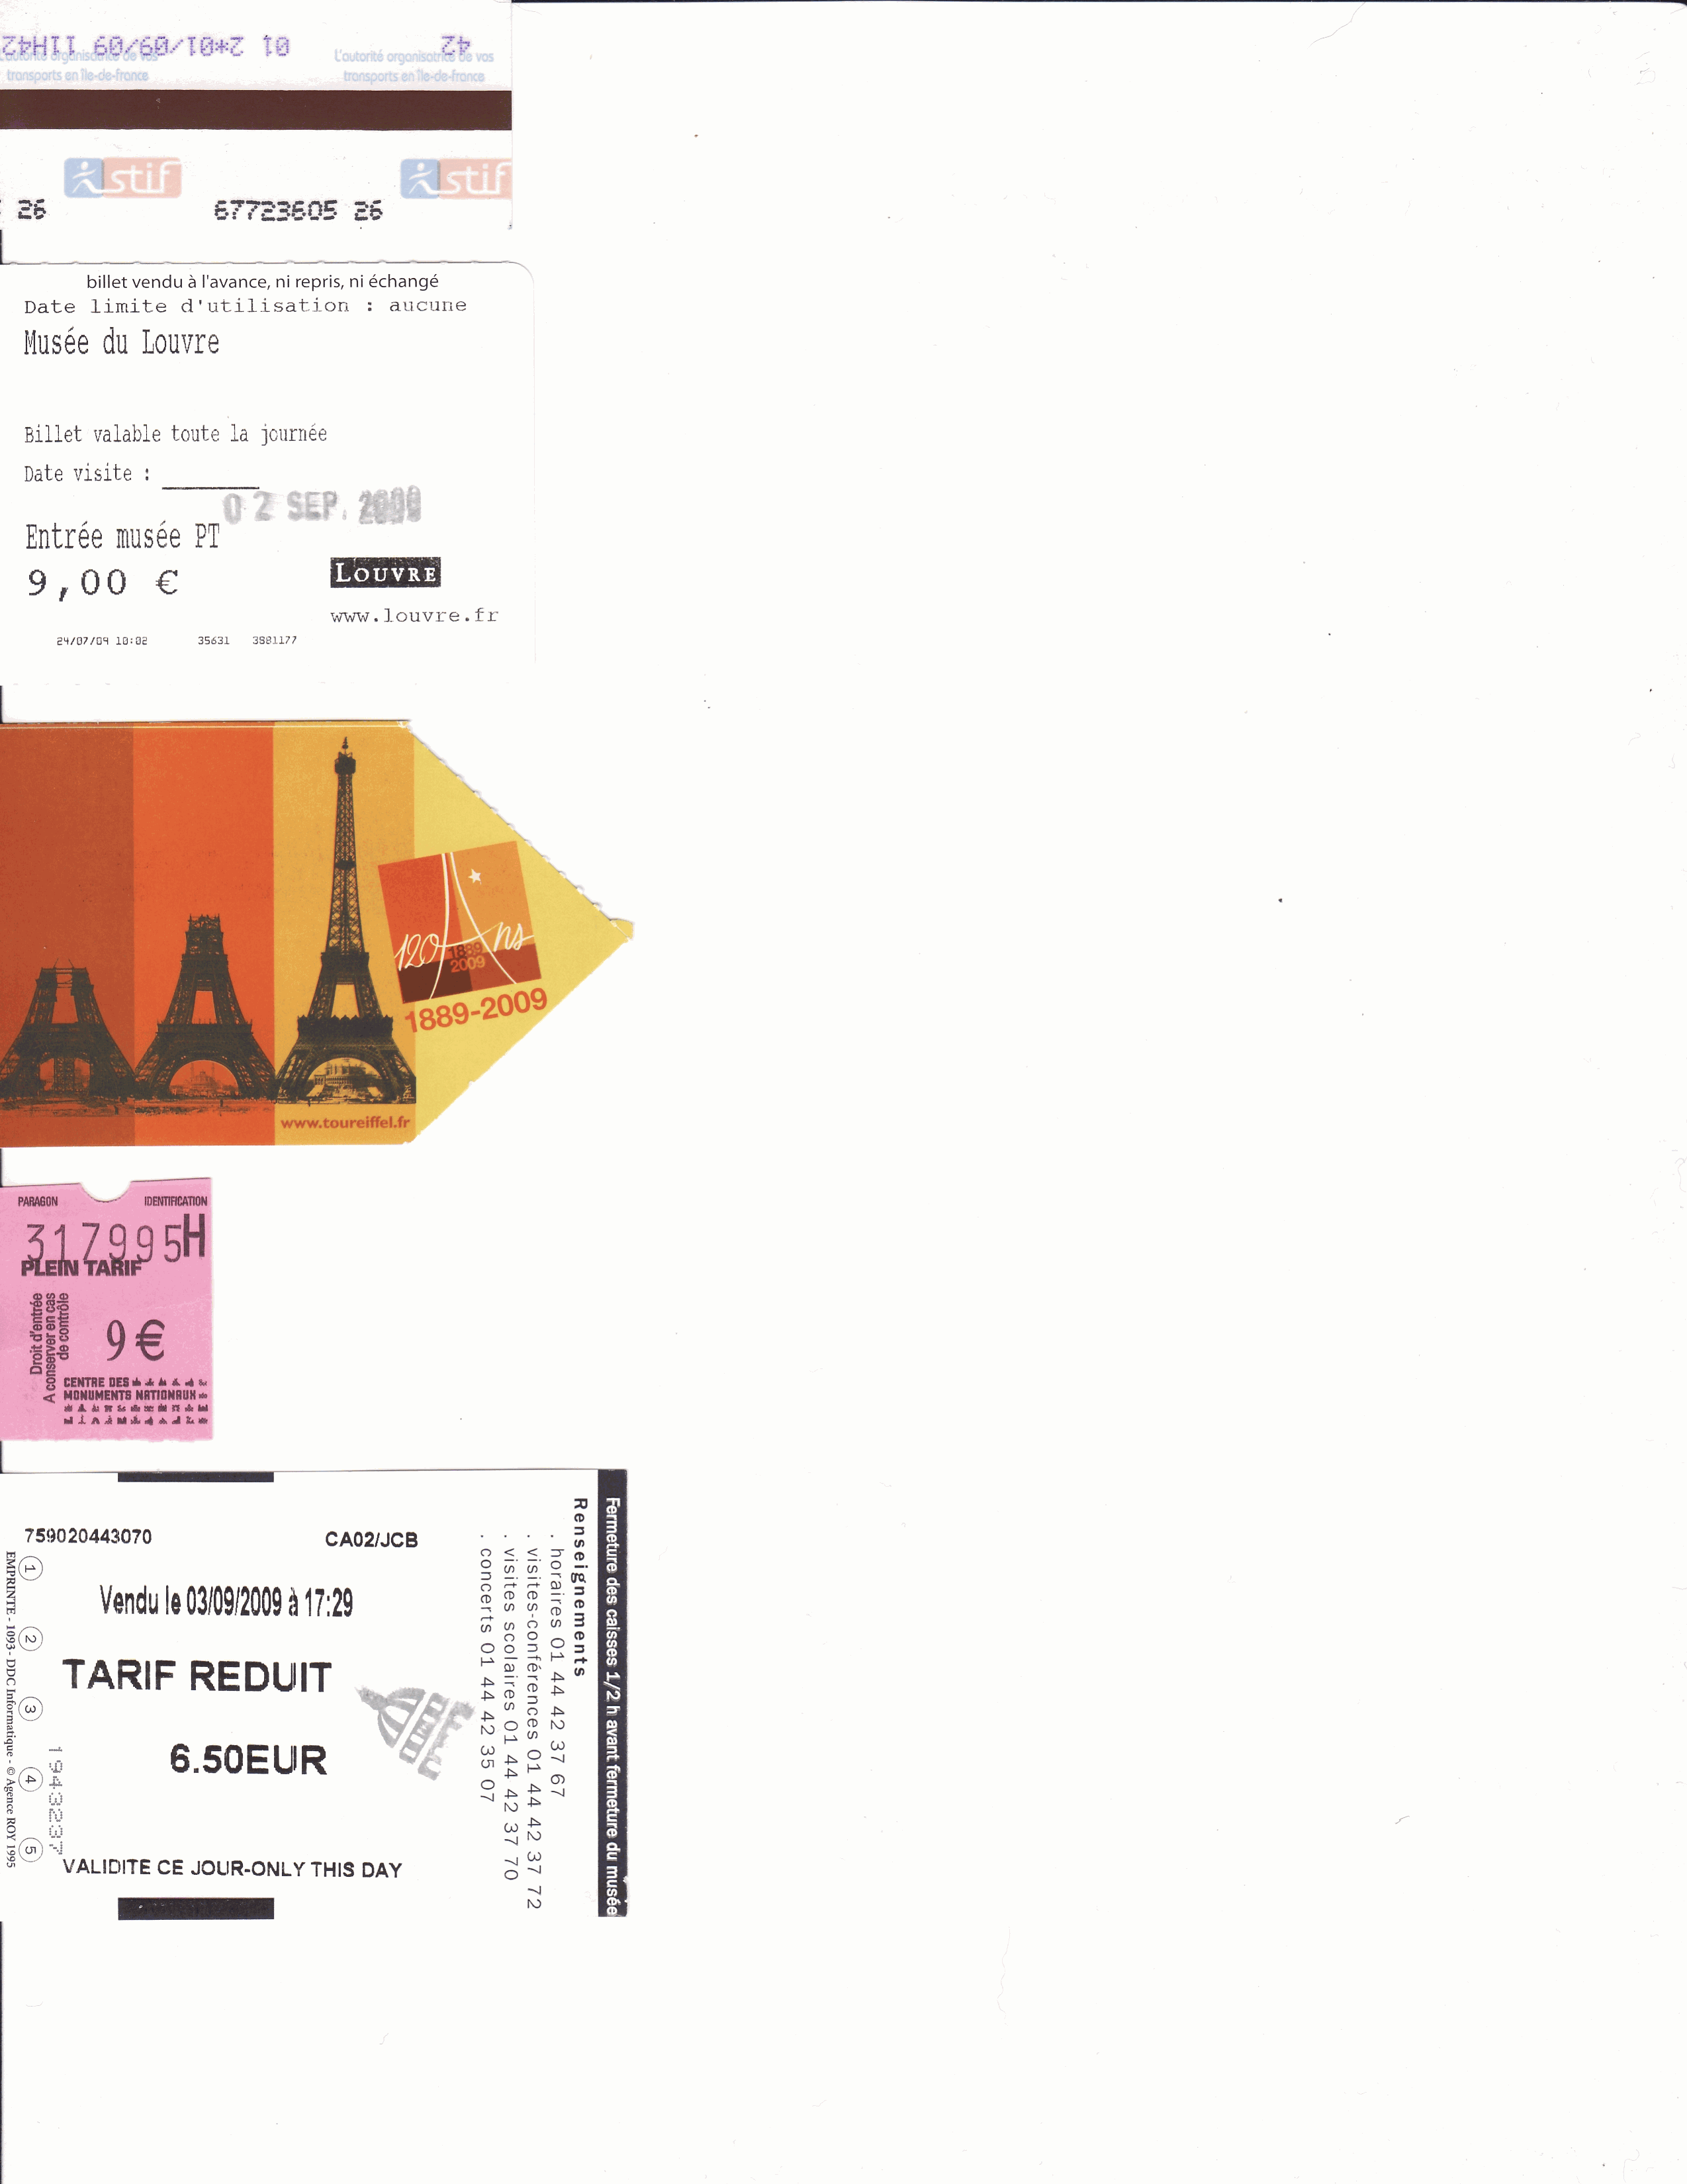 42 01 2*01/09/09 11H42
L'autorité organisatrice de vos
transports en Île-de-france
L'autorité organisatrice de vos
transports en Île-de-france
stif
stif
26
67723605 26
billet vendu à l'avance, ni repris, ni échangé
Date limite d'utilisation : aucune
Musée du Louvre
Billet valable toute la journée
Date visite :
02 SEP. 2009
Entrée musée PT
9,00 €
LOUVRE
www.louvre.fr
24/07/09 10:02 35631 3881177
120 Ans
1889
2009
1889-2009
www.toureiffel.fr
PARAGON IDENTIFICATION
317995H
PLEIN TARIF
Droit d'entrée
A conserver en cas
de contrôle
9€
CENTRE DES
MONUMENTS NATIONAUX
759020443070 CA02/JCB
Vendu le 03/09/2009 à 17:29
TARIF REDUIT
6.50EUR
VALIDITE CE JOUR-ONLY THIS DAY
1943237
1 2 3 4 5
EMPRINTE - 1093 - DDC Informatique - © Agence ROY 1995
Fermeture des caisses 1/2 h avant fermeture du musée
Renseignements
. horaires 01 44 42 37 67
. visites-conférences 01 44 42 37 72
. visites scolaires 01 44 42 37 70
. concerts 01 44 42 35 07